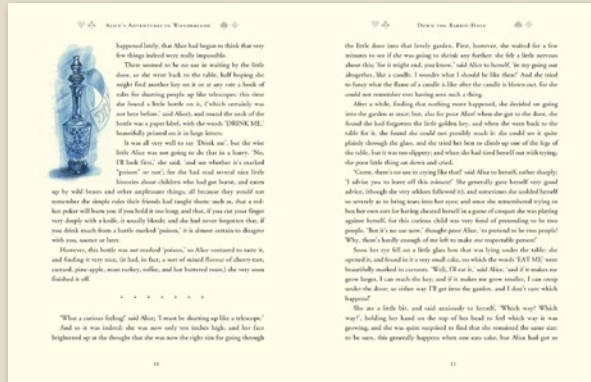 Alice's Adventures in Wonderland
happened lately, that Alice had begun to think that very
few things indeed were really impossible.
There seemed to be no use in waiting by the little
door, so she went back to the table, half hoping she
might find another key on it or at any rate a book of
rules for shutting people up like telescopes: this time
she found a little bottle on it, ('which certainly was
not here before,' said Alice), and round the neck of the
bottle was a paper label, with the words 'DRINK ME,'
beautifully printed on it in large letters.
It was all very well to say 'Drink me', but the wise
little Alice was not going to do that in a hurry. 'No,
I'll look first,' she said, 'and see whether it's marked
"poison" or not'; for she had read several nice little
histories about children who had got burnt, and eaten
up by wild beasts and other unpleasant things, all because they would not
remember the simple rules their friends had taught them: such as, that a red-
hot poker will burn you if you hold it too long; and that, if you cut your finger
very deeply with a knife, it usually bleeds; and she had never forgotten that, if
you drink much from a bottle marked 'poison,' it is almost certain to disagree
with you, sooner or later.
However, this bottle was not marked 'poison,' so Alice ventured to taste it,
and finding it very nice, (it had, in fact, a sort of mixed flavour of cherry-tart,
custard, pine-apple, roast turkey, toffee, and hot buttered toast,) she very soon
finished it off.
* * * * * * *
'What a curious feeling!' said Alice; 'I must be shutting up like a telescope.'
And so it was indeed: she was now only ten inches high, and her face
brightened up at the thought that she was now the right size for going through
10
Down the Rabbit-Hole
the little door into that lovely garden. First, however, she waited for a few
minutes to see if she was going to shrink any further: she felt a little nervous
about this; 'for it might end, you know,' said Alice to herself, 'in my going out
altogether, like a candle. I wonder what I should be like then?' And she tried
to fancy what the flame of a candle is like after the candle is blown out, for she
could not remember ever having seen such a thing.
After a while, finding that nothing more happened, she decided on going
into the garden at once; but, alas for poor Alice! when she got to the door, she
found she had forgotten the little golden key, and when she went back to the
table for it, she found she could not possibly reach it: she could see it quite
plainly through the glass, and she tried her best to climb up one of the legs of
the table, but it was too slippery; and when she had tired herself out with trying,
the poor little thing sat down and cried.
'Come, there's no use in crying like that!' said Alice to herself, rather sharply;
'I advise you to leave off this minute!' She generally gave herself very good
advice, (though she very seldom followed it), and sometimes she scolded herself
so severely as to bring tears into her eyes; and once she remembered trying to
box her own ears for having cheated herself in a game of croquet she was playing
against herself, for this curious child was very fond of pretending to be two
people. 'But it's no use now,' thought poor Alice, 'to pretend to be two people!
Why, there's hardly enough of me left to make one respectable person!'
Soon her eye fell on a little glass box that was lying under the table: she
opened it, and found in it a very small cake, on which the words 'EAT ME' were
beautifully marked in currants. 'Well, I'll eat it,' said Alice, 'and if it makes me
grow larger, I can reach the key; and if it makes me grow smaller, I can creep
under the door; so either way I'll get into the garden, and I don't care which
happens!'
She ate a little bit, and said anxiously to herself, 'Which way? Which
way?', holding her hand on the top of her head to feel which way it was
growing, and she was quite surprised to find that she remained the same size:
to be sure, this generally happens when one eats cake, but Alice had got so
11